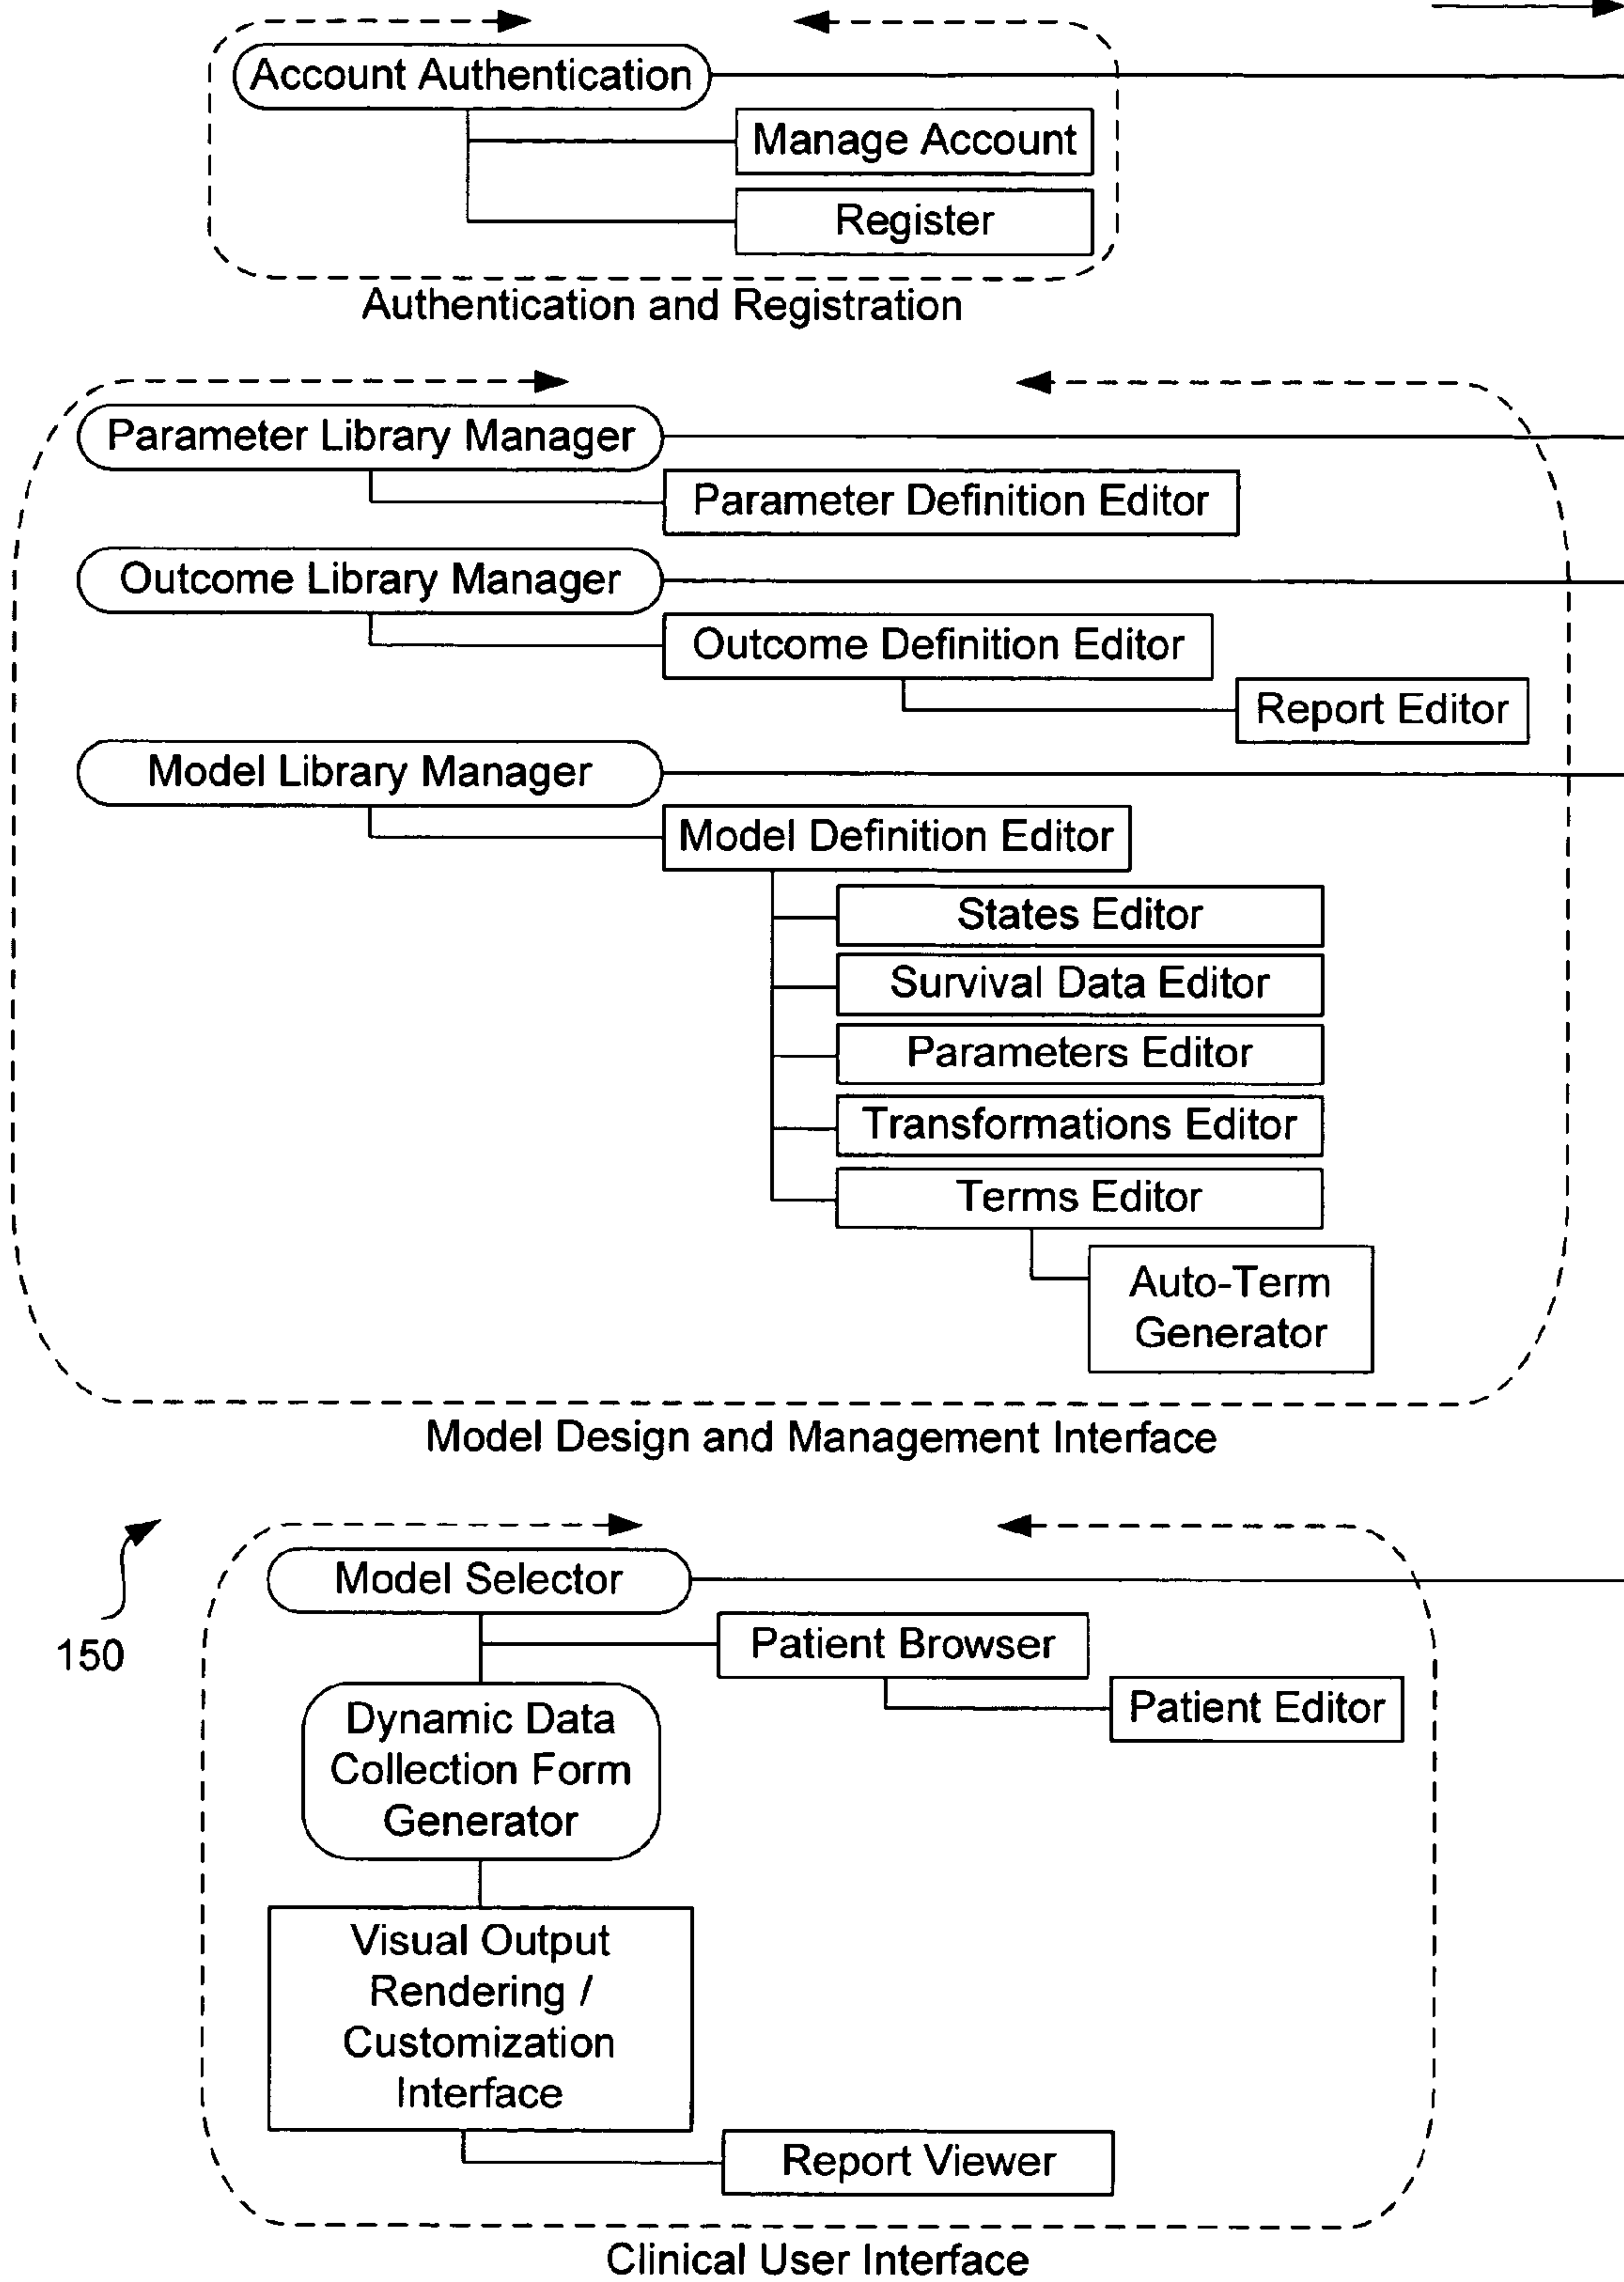 Account Authentication
Manage Account
Register
Authentication and Registration
Parameter Library Manager
Parameter Definition Editor
Outcome Library Manager
Outcome Definition Editor
Report Editor
Model Library Manager
Model Definition Editor
States Editor
Survival Data Editor
Parameters Editor
Transformations Editor
Terms Editor
Auto-Term
Generator
Model Design and Management Interface
150
Model Selector
Patient Browser
Patient Editor
Dynamic Data
Collection Form
Generator
Visual Output
Rendering /
Customization
Interface
Report Viewer
Clinical User Interface